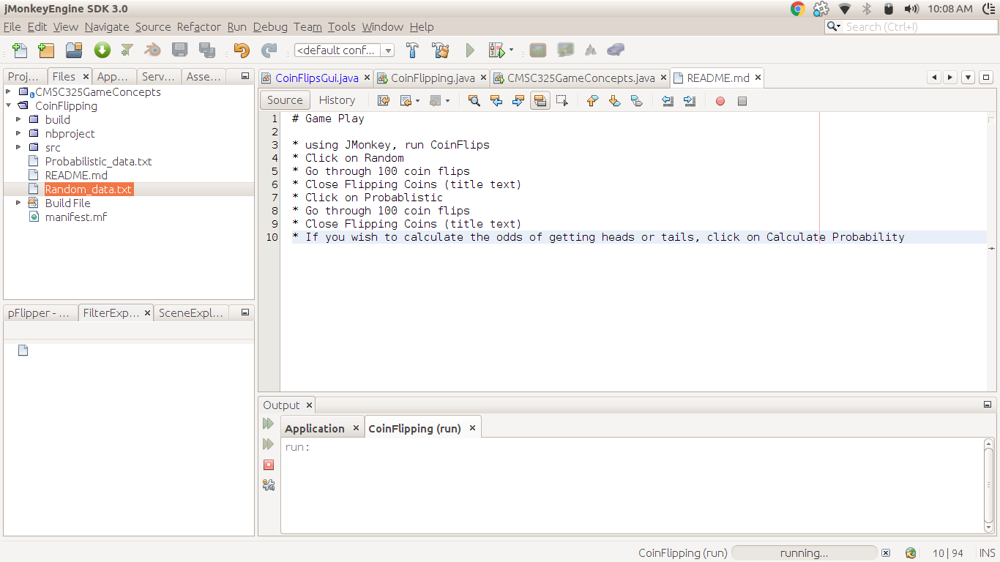 jMonkeyEngine SDK 3.0
10:08 AM
File Edit View Navigate Source Refactor Run Debug Team Tools Window Help
Search (Ctrl+I)
<default conf...
Proj... Files App... Serv... Asse...
CMSC325GameConcepts
CoinFlipping
build
nbproject
src
Probabilistic_data.txt
README.md
Random_data.txt
Build File
manifest.mf
pFlipper - ... FilterExp... SceneExpl...
CoinFlipsGui.java CoinFlipping.java CMSC325GameConcepts.java README.md
Source History
1 # Game Play
2
3 * using JMonkey, run CoinFlips
4 * Click on Random
5 * Go through 100 coin flips
6 * Close Flipping Coins (title text)
7 * Click on Probablistic
8 * Go through 100 coin flips
9 * Close Flipping Coins (title text)
10 * If you wish to calculate the odds of getting heads or tails, click on Calculate Probability
Output
Application CoinFlipping (run)
run:
CoinFlipping (run) running... 10 | 94 INS